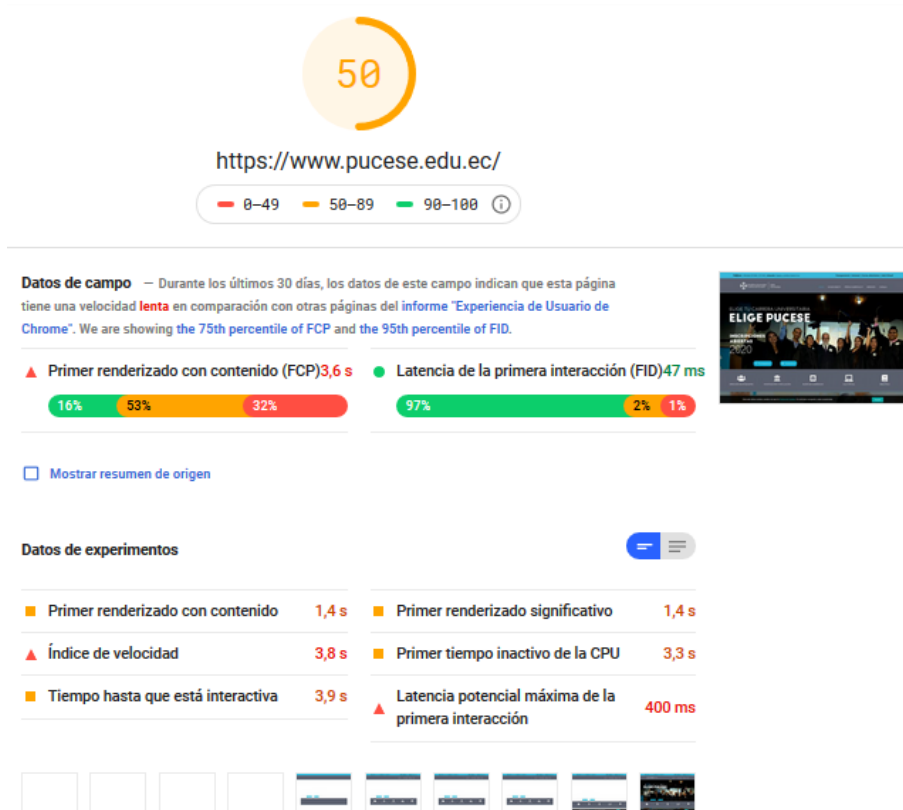 50
https://www.pucese.edu.ec/
0–49 50–89 90–100
Datos de campo — Durante los últimos 30 días, los datos de este campo indican que esta página
tiene una velocidad lenta en comparación con otras páginas del informe "Experiencia de Usuario de
Chrome". We are showing the 75th percentile of FCP and the 95th percentile of FID.
Primer renderizado con contenido (FCP) 3,6 s
16% 53% 32%
Latencia de la primera interacción (FID) 47 ms
97% 2% 1%
ELIGE PUCESE
2020
Mostrar resumen de origen
Datos de experimentos
Primer renderizado con contenido 1,4 s
Primer renderizado significativo 1,4 s
Índice de velocidad 3,8 s
Primer tiempo inactivo de la CPU 3,3 s
Tiempo hasta que está interactiva 3,9 s
Latencia potencial máxima de la
primera interacción 400 ms